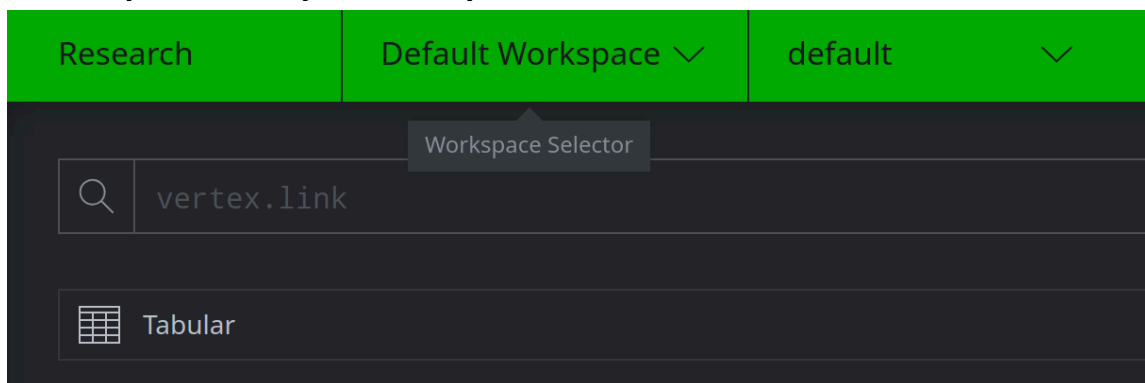 Research
Default Workspace
default
Workspace Selector
vertex.link
Tabular